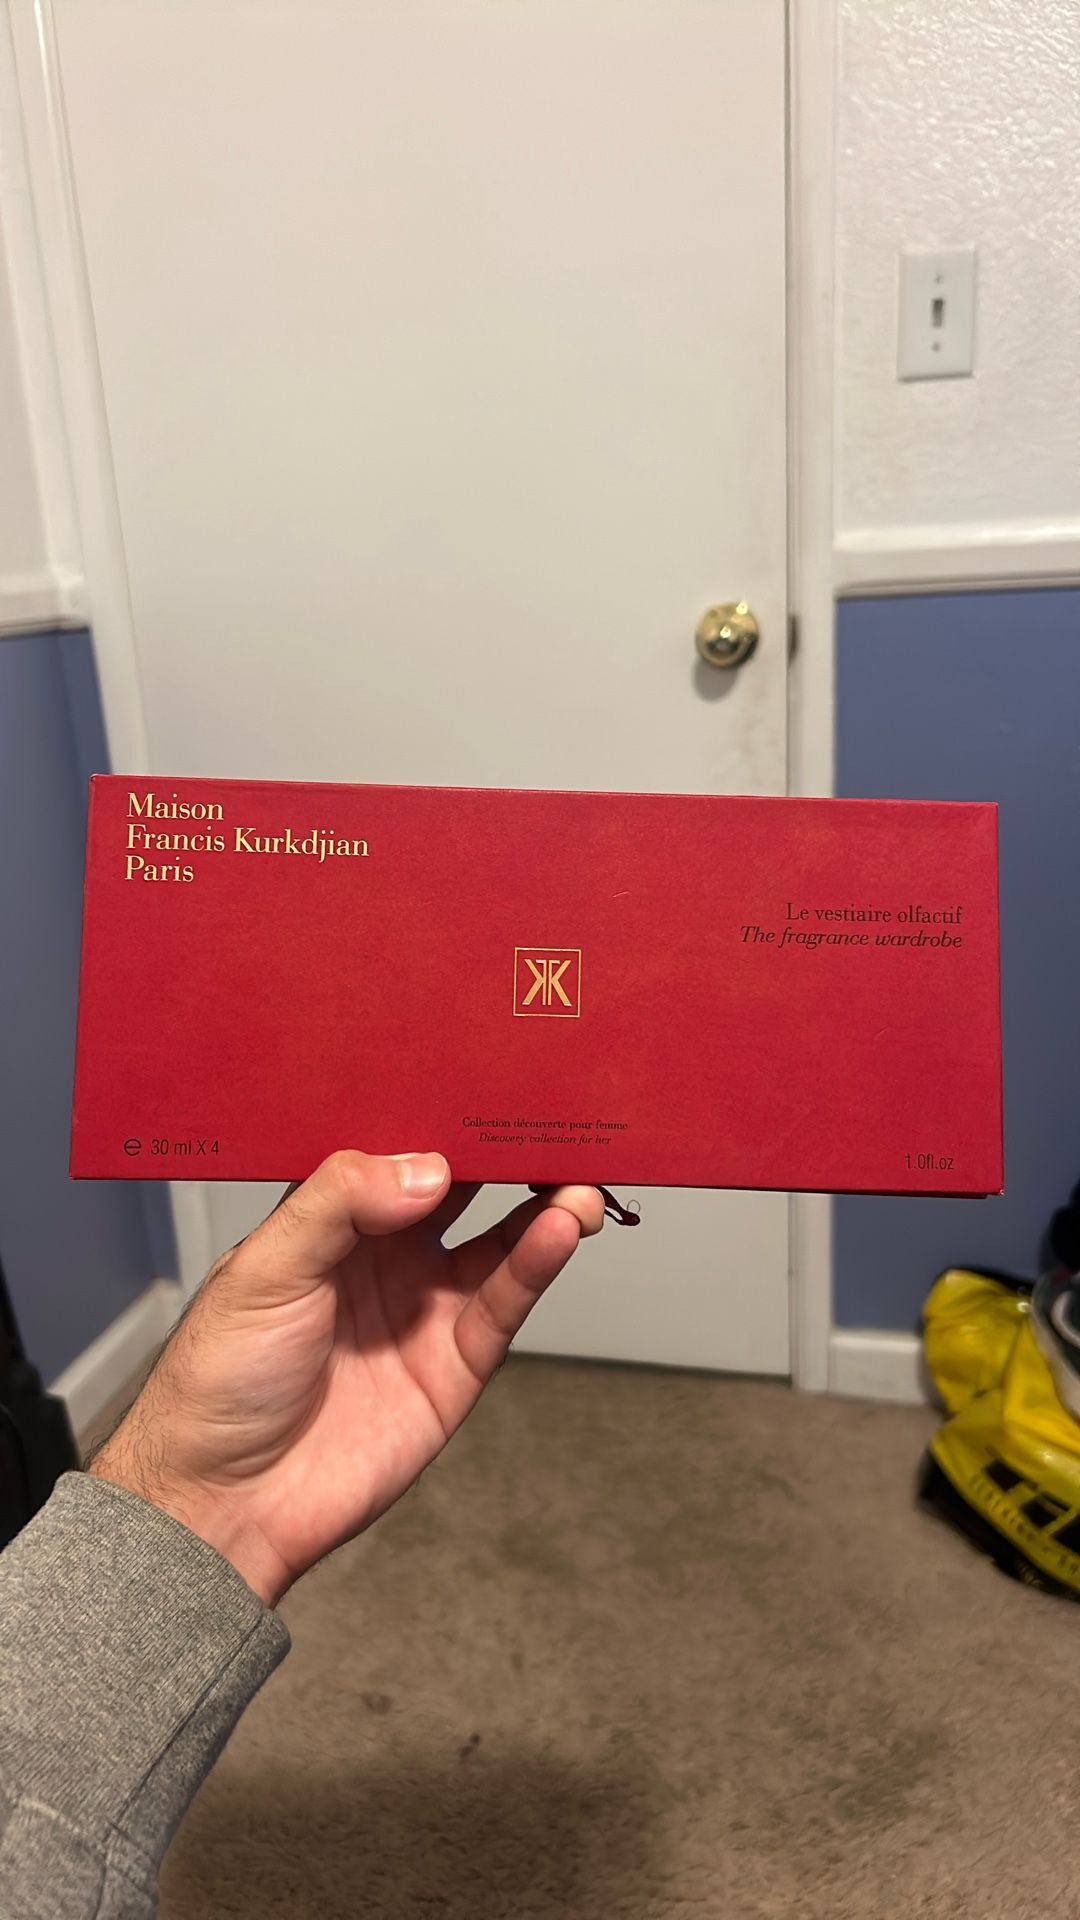 Maison
Francis Kurkdjian
Paris
Le vestiaire olfactif
The fragrance wardrobe
Collection découverte pour femme
Discovery collection for her
℮ 30 ml X 4
1.0fl.oz